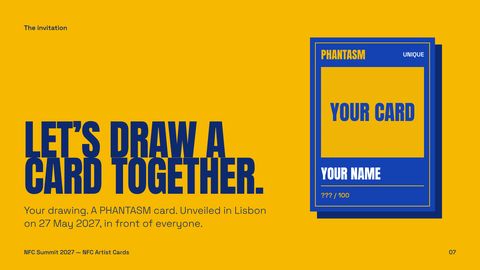 The invitation
LET'S DRAW A
CARD TOGETHER.
Your drawing. A PHANTASM card. Unveiled in Lisbon
on 27 May 2027, in front of everyone.
PHANTASM
UNIQUE
YOUR CARD
YOUR NAME
??? / 100
NFC Summit 2027 — NFC Artist Cards
07